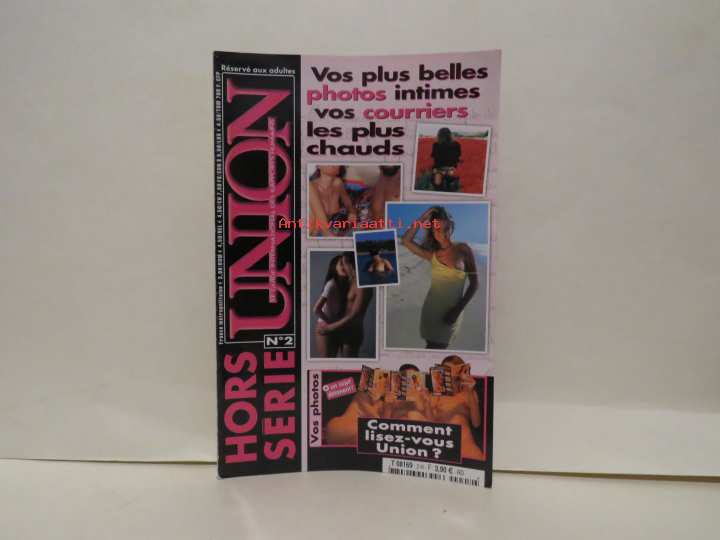 Réservé aux adultes
Vos plus belles
photos intimes
vos courriers
les plus
chauds
UNION
Antikvariaatti.net
N°2
HORS
SÉRIE
Vos photos
Comment
lisez-vous
Union ?
F: 3,90 €